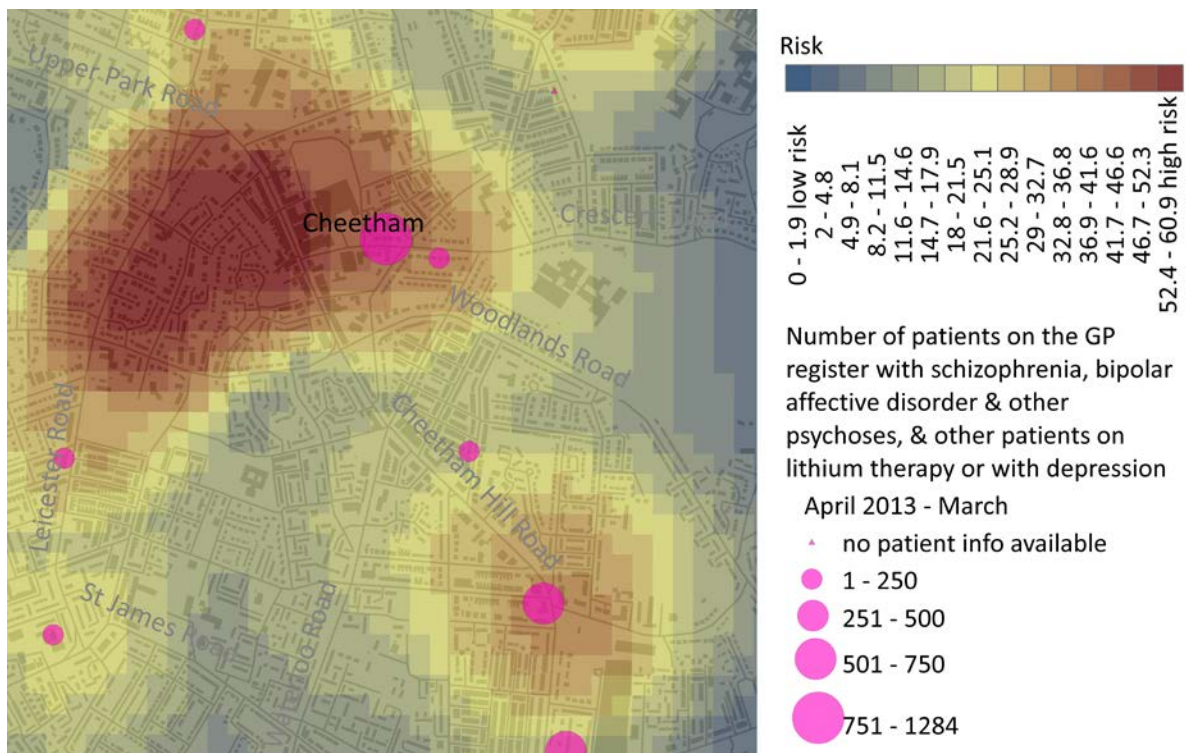 Upper Park Road
Cheetham
Crescent
Woodlands Road
Cheetham Hill Road
Leicester Road
St James Road
Waterloo Road
Risk
0 - 1.9 low risk
2 - 4.8
4.9 - 8.1
8.2 - 11.5
11.6 - 14.6
14.7 - 17.9
18 - 21.5
21.6 - 25.1
25.2 - 28.9
29 - 32.7
32.8 - 36.8
36.9 - 41.6
41.7 - 46.6
46.7 - 52.3
52.4 - 60.9 high risk
Number of patients on the GP
register with schizophrenia, bipolar
affective disorder & other
psychoses, & other patients on
lithium therapy or with depression
April 2013 - March
no patient info available
1 - 250
251 - 500
501 - 750
751 - 1284